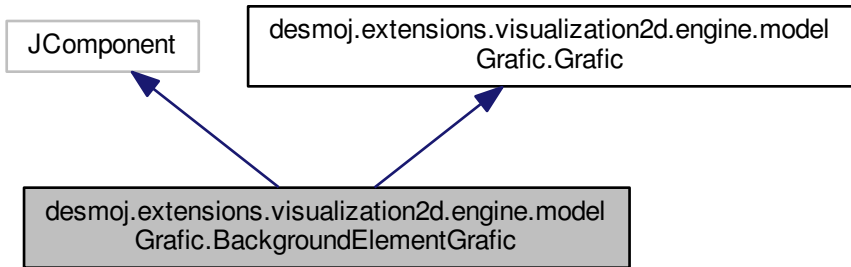 JComponent
desmoj.extensions.visualization2d.engine.model
Grafic.Grafic
desmoj.extensions.visualization2d.engine.model
Grafic.BackgroundElementGrafic